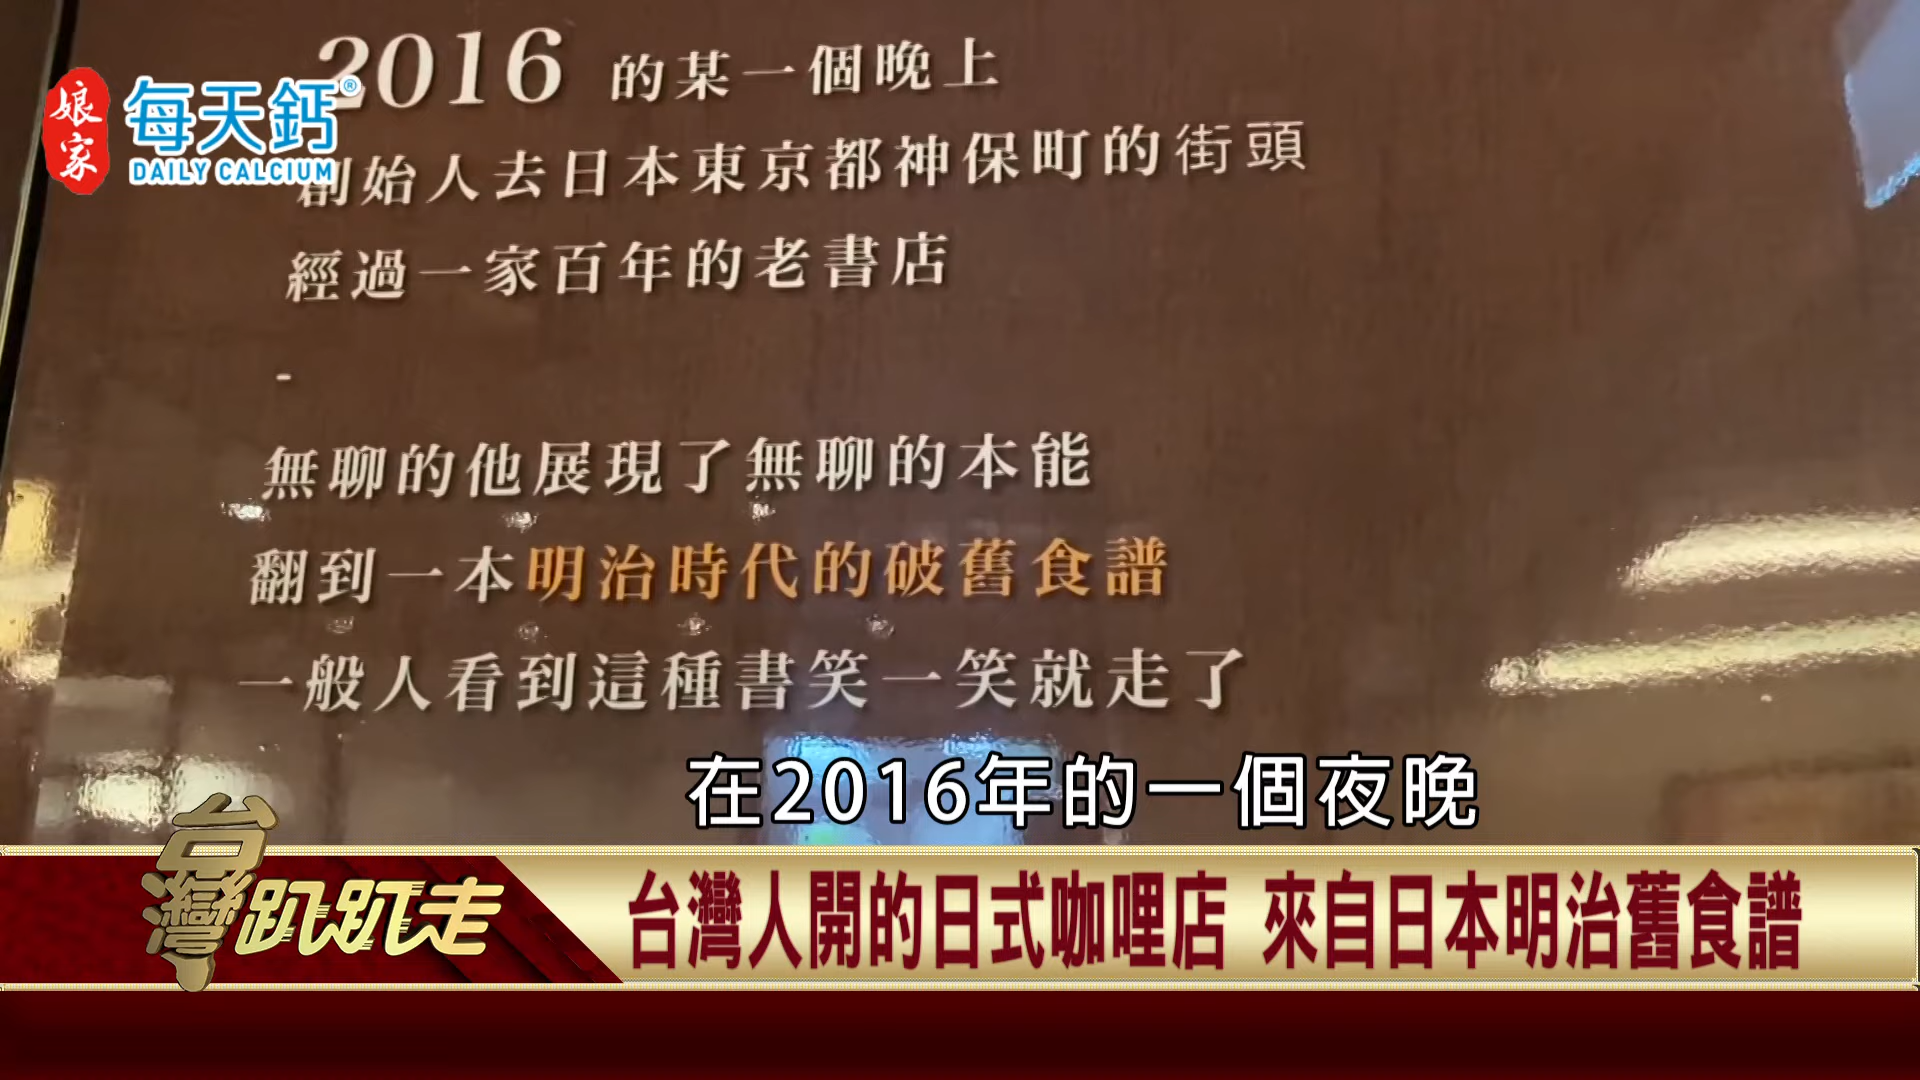 2016 的某一個晚上
娘家 每天鈣®
DAILY CALCIUM
創始人去日本東京都神保町的街頭
經過一家百年的老書店
-
無聊的他展現了無聊的本能
翻到一本明治時代的破舊食譜
一般人看到這種書笑一笑就走了
在2016年的一個夜晚
台灣趴趴走
台灣人開的日式咖哩店 來自日本明治舊食譜